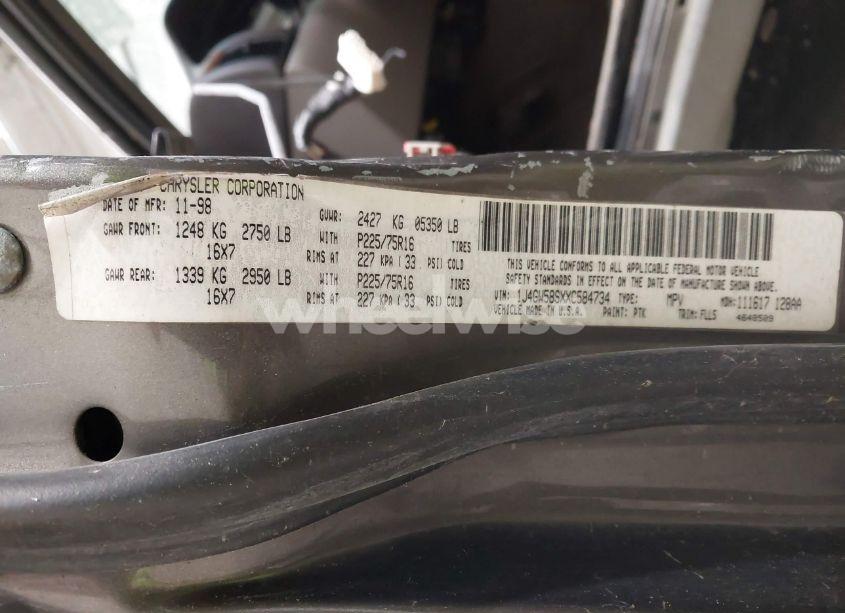 CHRYSLER CORPORATION
DATE OF MFR: 11-98 GVWR: 2427 KG 05350 LB
GAWR FRONT: 1248 KG 2750 LB WITH P225/75R16 TIRES
16X7 RIMS AT 227 KPA ( 33 PSI) COLD
GAWR REAR: 1339 KG 2950 LB WITH P225/75R16 TIRES
16X7 RIMS AT 227 KPA ( 33 PSI) COLD
THIS VEHICLE CONFORMS TO ALL APPLICABLE FEDERAL MOTOR VEHICLE
SAFETY STANDARDS IN EFFECT ON THE DATE OF MANUFACTURE SHOWN ABOVE.
VIN: 1J4GW58SXXC584734 TYPE: MPV MDH: 111617 128AA
VEHICLE MADE IN U.S.A. PAINT: PTK TRIM: FLLS 4648509
wheelwise